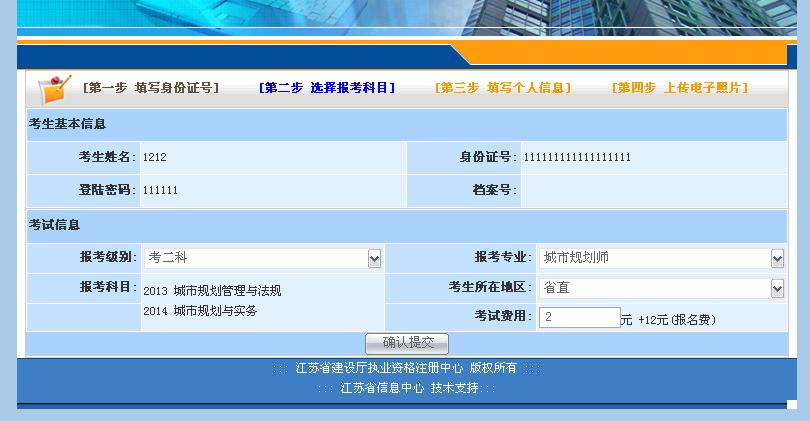 [第一步 填写身份证号] [第二步 选择报考科目] [第三步 填写个人信息] [第四步 上传电子照片]
考生基本信息
考生姓名: 1212 身份证号: 111111111111111111
登陆密码: 111111 档案号:
考试信息
报考级别: 考二科 报考专业: 城市规划师
报考科目: 2013 城市规划管理与法规 考生所在地区: 省直
2014 城市规划与实务 考试费用: 2 元 +12元(报名费)
确认提交
::: 江苏省建设厅执业资格注册中心 版权所有 :::
::: 江苏省信息中心 技术支持:::